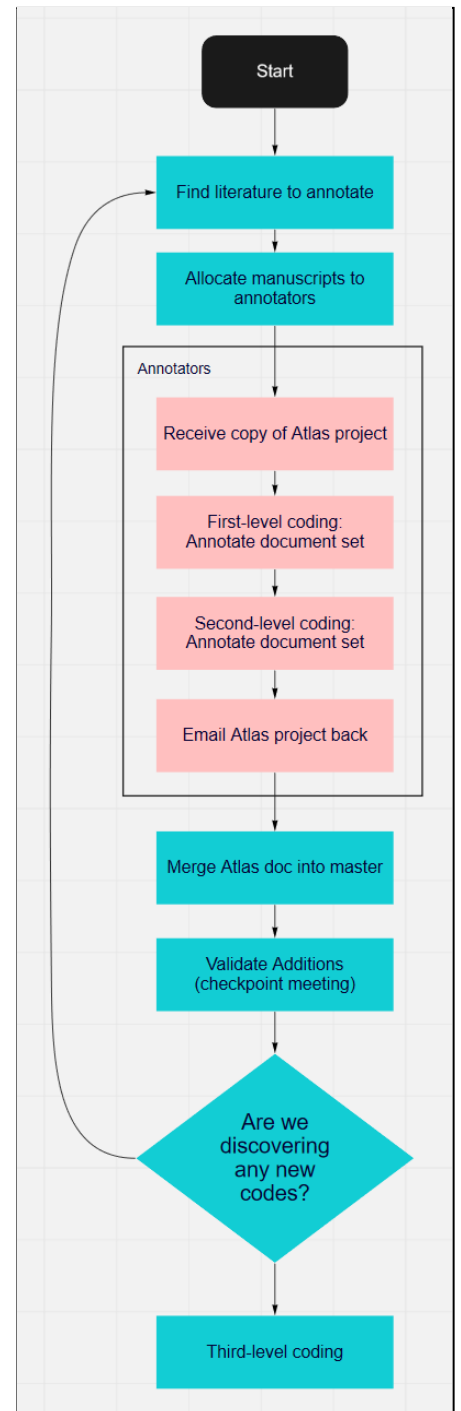 Start
Find literature to annotate
Allocate manuscripts to
annotators
Annotators
Receive copy of Atlas project
First-level coding:
Annotate document set
Second-level coding:
Annotate document set
Email Atlas project back
Merge Atlas doc into master
Validate Additions
(checkpoint meeting)
Are we
discovering
any new
codes?
Third-level coding